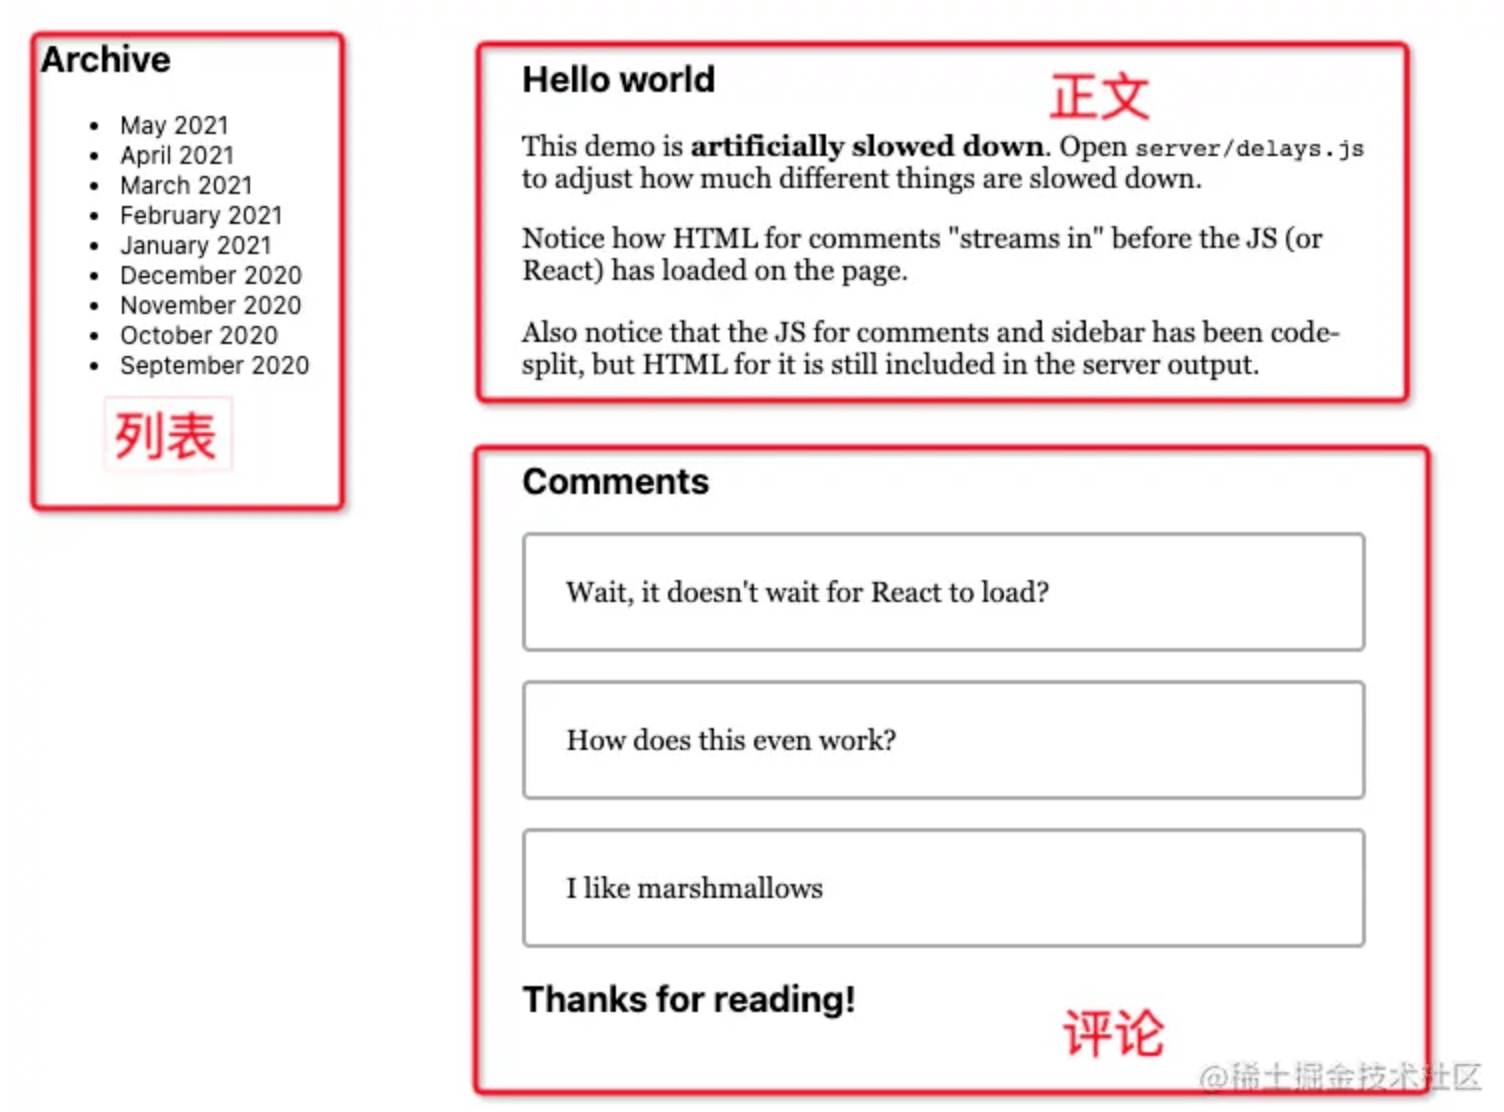 Archive
May 2021
April 2021
March 2021
February 2021
January 2021
December 2020
November 2020
October 2020
September 2020
列表
Hello world
正文
This demo is artificially slowed down. Open server/delays.js
to adjust how much different things are slowed down.
Notice how HTML for comments "streams in" before the JS (or
React) has loaded on the page.
Also notice that the JS for comments and sidebar has been code-
split, but HTML for it is still included in the server output.
Comments
Wait, it doesn't wait for React to load?
How does this even work?
I like marshmallows
Thanks for reading!
评论
@稀土掘金技术社区